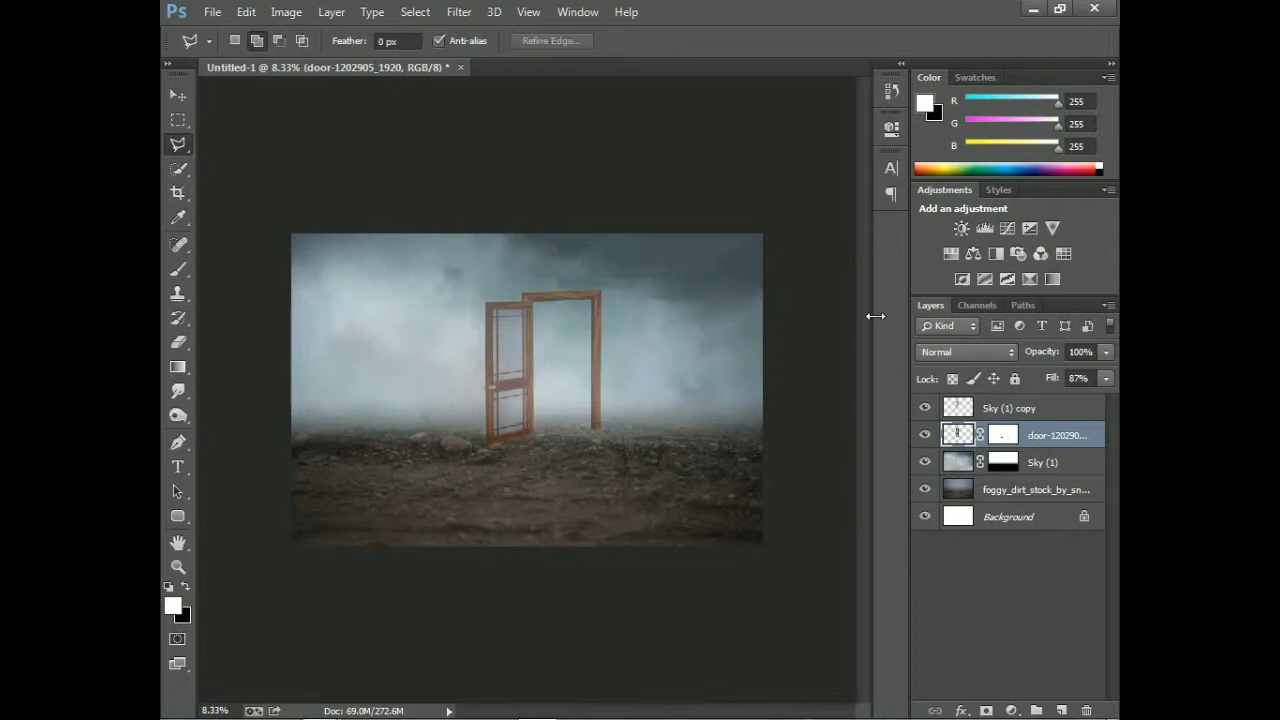 Ps File Edit Image Layer Type Select Filter 3D View Window Help
Feather: 0 px Anti-alias Refine Edge...
Untitled-1 @ 8.33% (door-1202905_1920, RGB/8) * ×
Color Swatches
R 255
G 255
B 255
Adjustments Styles
Add an adjustment
Layers Channels Paths
Kind
Normal Opacity: 100%
Lock: Fill: 87%
Sky (1) copy
door-120290...
Sky (1)
foggy_dirt_stock_by_sn...
Background
8.33% Doc: 69.0M/272.6M